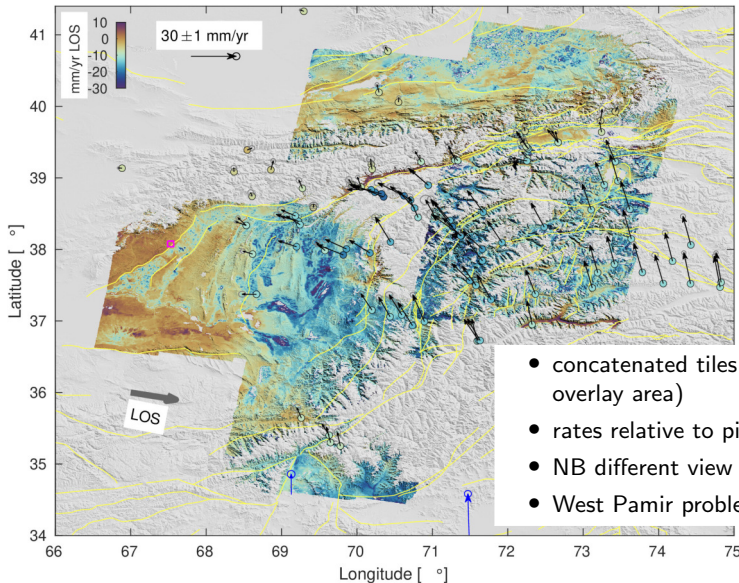 10
0
-10
-20
-30
mm/yr LOS
30±1 mm/yr
41
40
39
38
37
36
35
34
Latitude [ °]
LOS
• concatenated tiles
overlay area)
• rates relative to
• NB different view
• West Pamir
66 67 68 69 70 71 72 73 74 75
Longitude [ °]